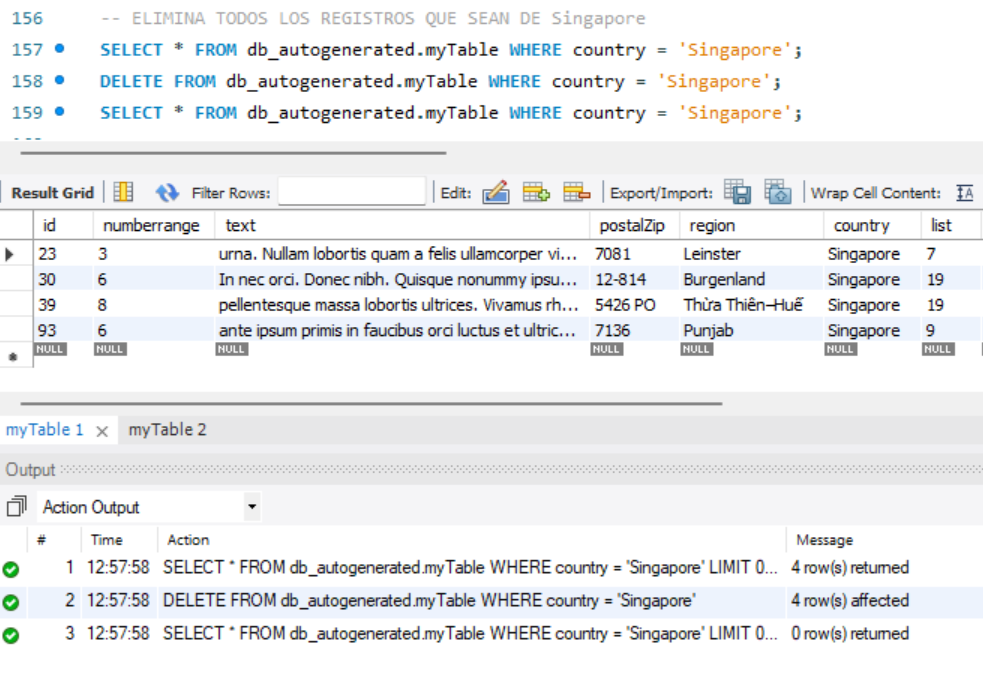 156 -- ELIMINA TODOS LOS REGISTROS QUE SEAN DE Singapore
157 SELECT * FROM db_autogenerated.myTable WHERE country = 'Singapore';
158 DELETE FROM db_autogenerated.myTable WHERE country = 'Singapore';
159 SELECT * FROM db_autogenerated.myTable WHERE country = 'Singapore';
Result Grid Filter Rows: Edit: Export/Import: Wrap Cell Content: IA
id numberrange text postalZip region country list
23 3 urna. Nullam lobortis quam a felis ullamcorper vi... 7081 Leinster Singapore 7
30 6 In nec orci. Donec nibh. Quisque nonummy ipsu... 12-814 Burgenland Singapore 19
39 8 pellentesque massa lobortis ultrices. Vivamus rh... 5426 PO Thừa Thiên–Huế Singapore 19
93 6 ante ipsum primis in faucibus orci luctus et ultric... 7136 Punjab Singapore 9
NULL NULL NULL NULL NULL NULL NULL
myTable 1 myTable 2
Output
Action Output
# Time Action Message
1 12:57:58 SELECT * FROM db_autogenerated.myTable WHERE country = 'Singapore' LIMIT 0... 4 row(s) returned
2 12:57:58 DELETE FROM db_autogenerated.myTable WHERE country = 'Singapore' 4 row(s) affected
3 12:57:58 SELECT * FROM db_autogenerated.myTable WHERE country = 'Singapore' LIMIT 0... 0 row(s) returned